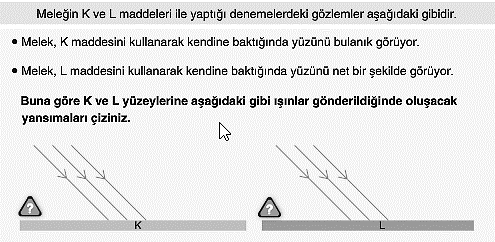 Meleğin K ve L maddeleri ile yaptığı denemelerdeki gözlemler aşağıdaki gibidir.
• Melek, K maddesini kullanarak kendine baktığında yüzünü bulanık görüyor.
• Melek, L maddesini kullanarak kendine baktığında yüzünü net bir şekilde görüyor.
Buna göre K ve L yüzeylerine aşağıdaki gibi ışınlar gönderildiğinde oluşacak
yansımaları çiziniz.
? ?
K L